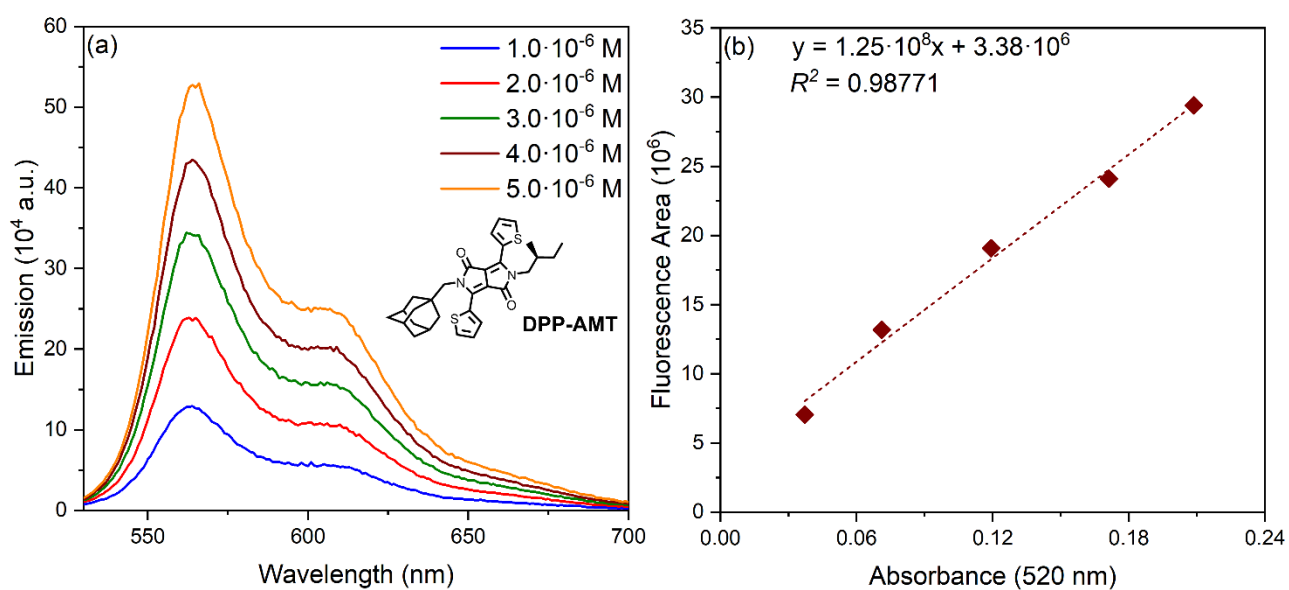 (a)
1.0·10⁻⁶ M
2.0·10⁻⁶ M
3.0·10⁻⁶ M
4.0·10⁻⁶ M
5.0·10⁻⁶ M
S
O
N
N
O
S
DPP-AMT
60
50
40
30
20
10
0
Emission (10⁴ a.u.)
550
600
650
700
Wavelength (nm)
(b)
y = 1.25·10⁸x + 3.38·10⁶
R² = 0.98771
35
30
25
20
15
10
5
0
Fluorescence Area (10⁶)
0.00
0.06
0.12
0.18
0.24
Absorbance (520 nm)